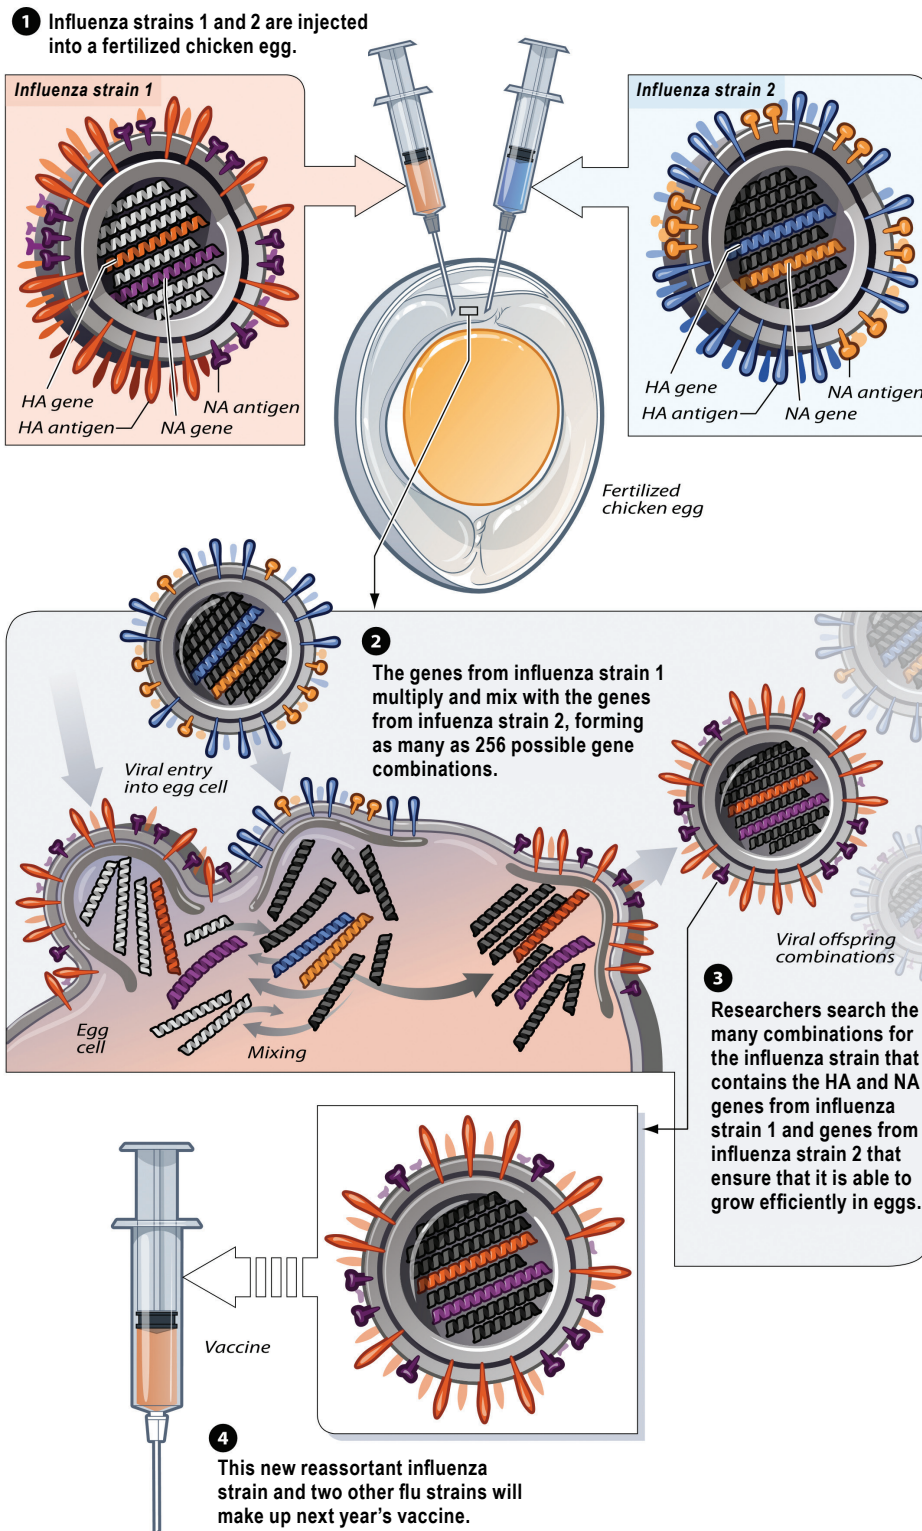 1 Influenza strains 1 and 2 are injected
into a fertilized chicken egg.
Influenza strain 1
Influenza strain 2
HA gene
HA antigen
NA gene
NA antigen
HA gene
HA antigen
NA gene
NA antigen
Fertilized
chicken egg
2
The genes from influenza strain 1
multiply and mix with the genes
from infuenza strain 2, forming
as many as 256 possible gene
combinations.
Viral entry
into egg cell
Egg
cell
Mixing
Viral offspring
combinations
3
Researchers search the
many combinations for
the influenza strain that
contains the HA and NA
genes from influenza
strain 1 and genes from
influenza strain 2 that
ensure that it is able to
grow efficiently in eggs.
Vaccine
4
This new reassortant influenza
strain and two other flu strains will
make up next year's vaccine.